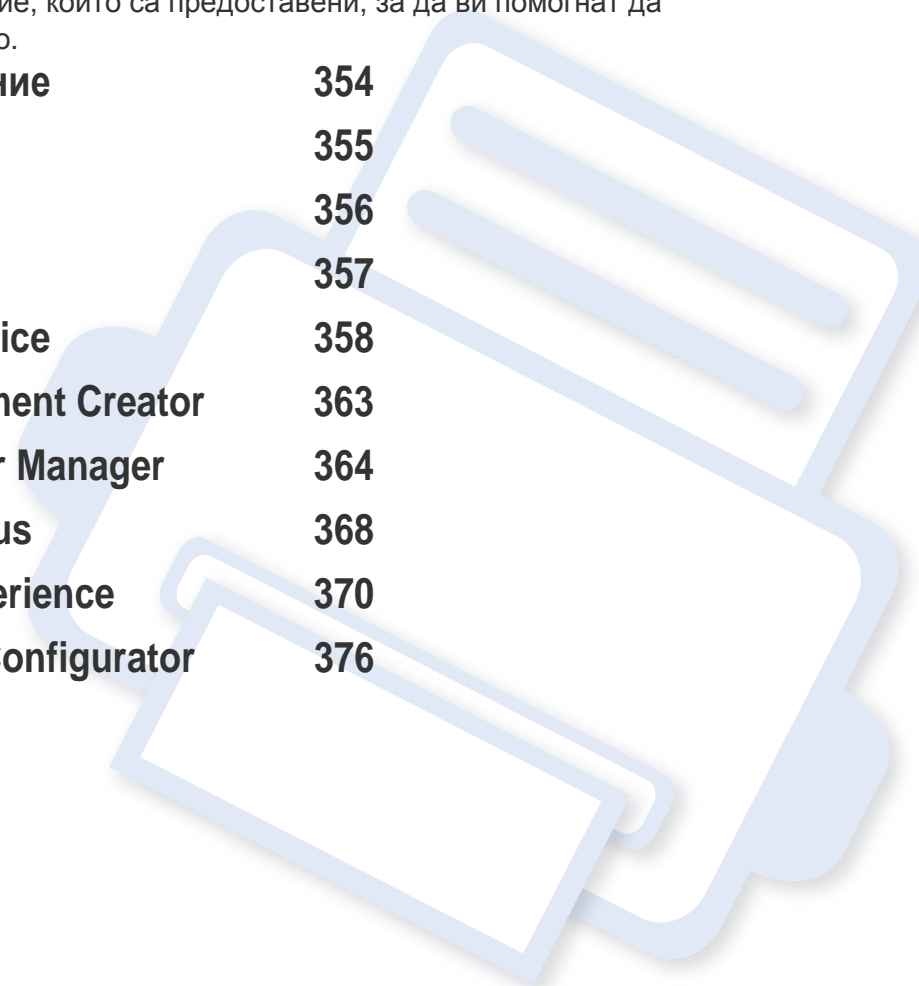 ие, които са предоставени, за да ви помогнат да
о.
ние 354
355
356
357
ice 358
nent Creator 363
r Manager 364
us 368
erience 370
Configurator 376